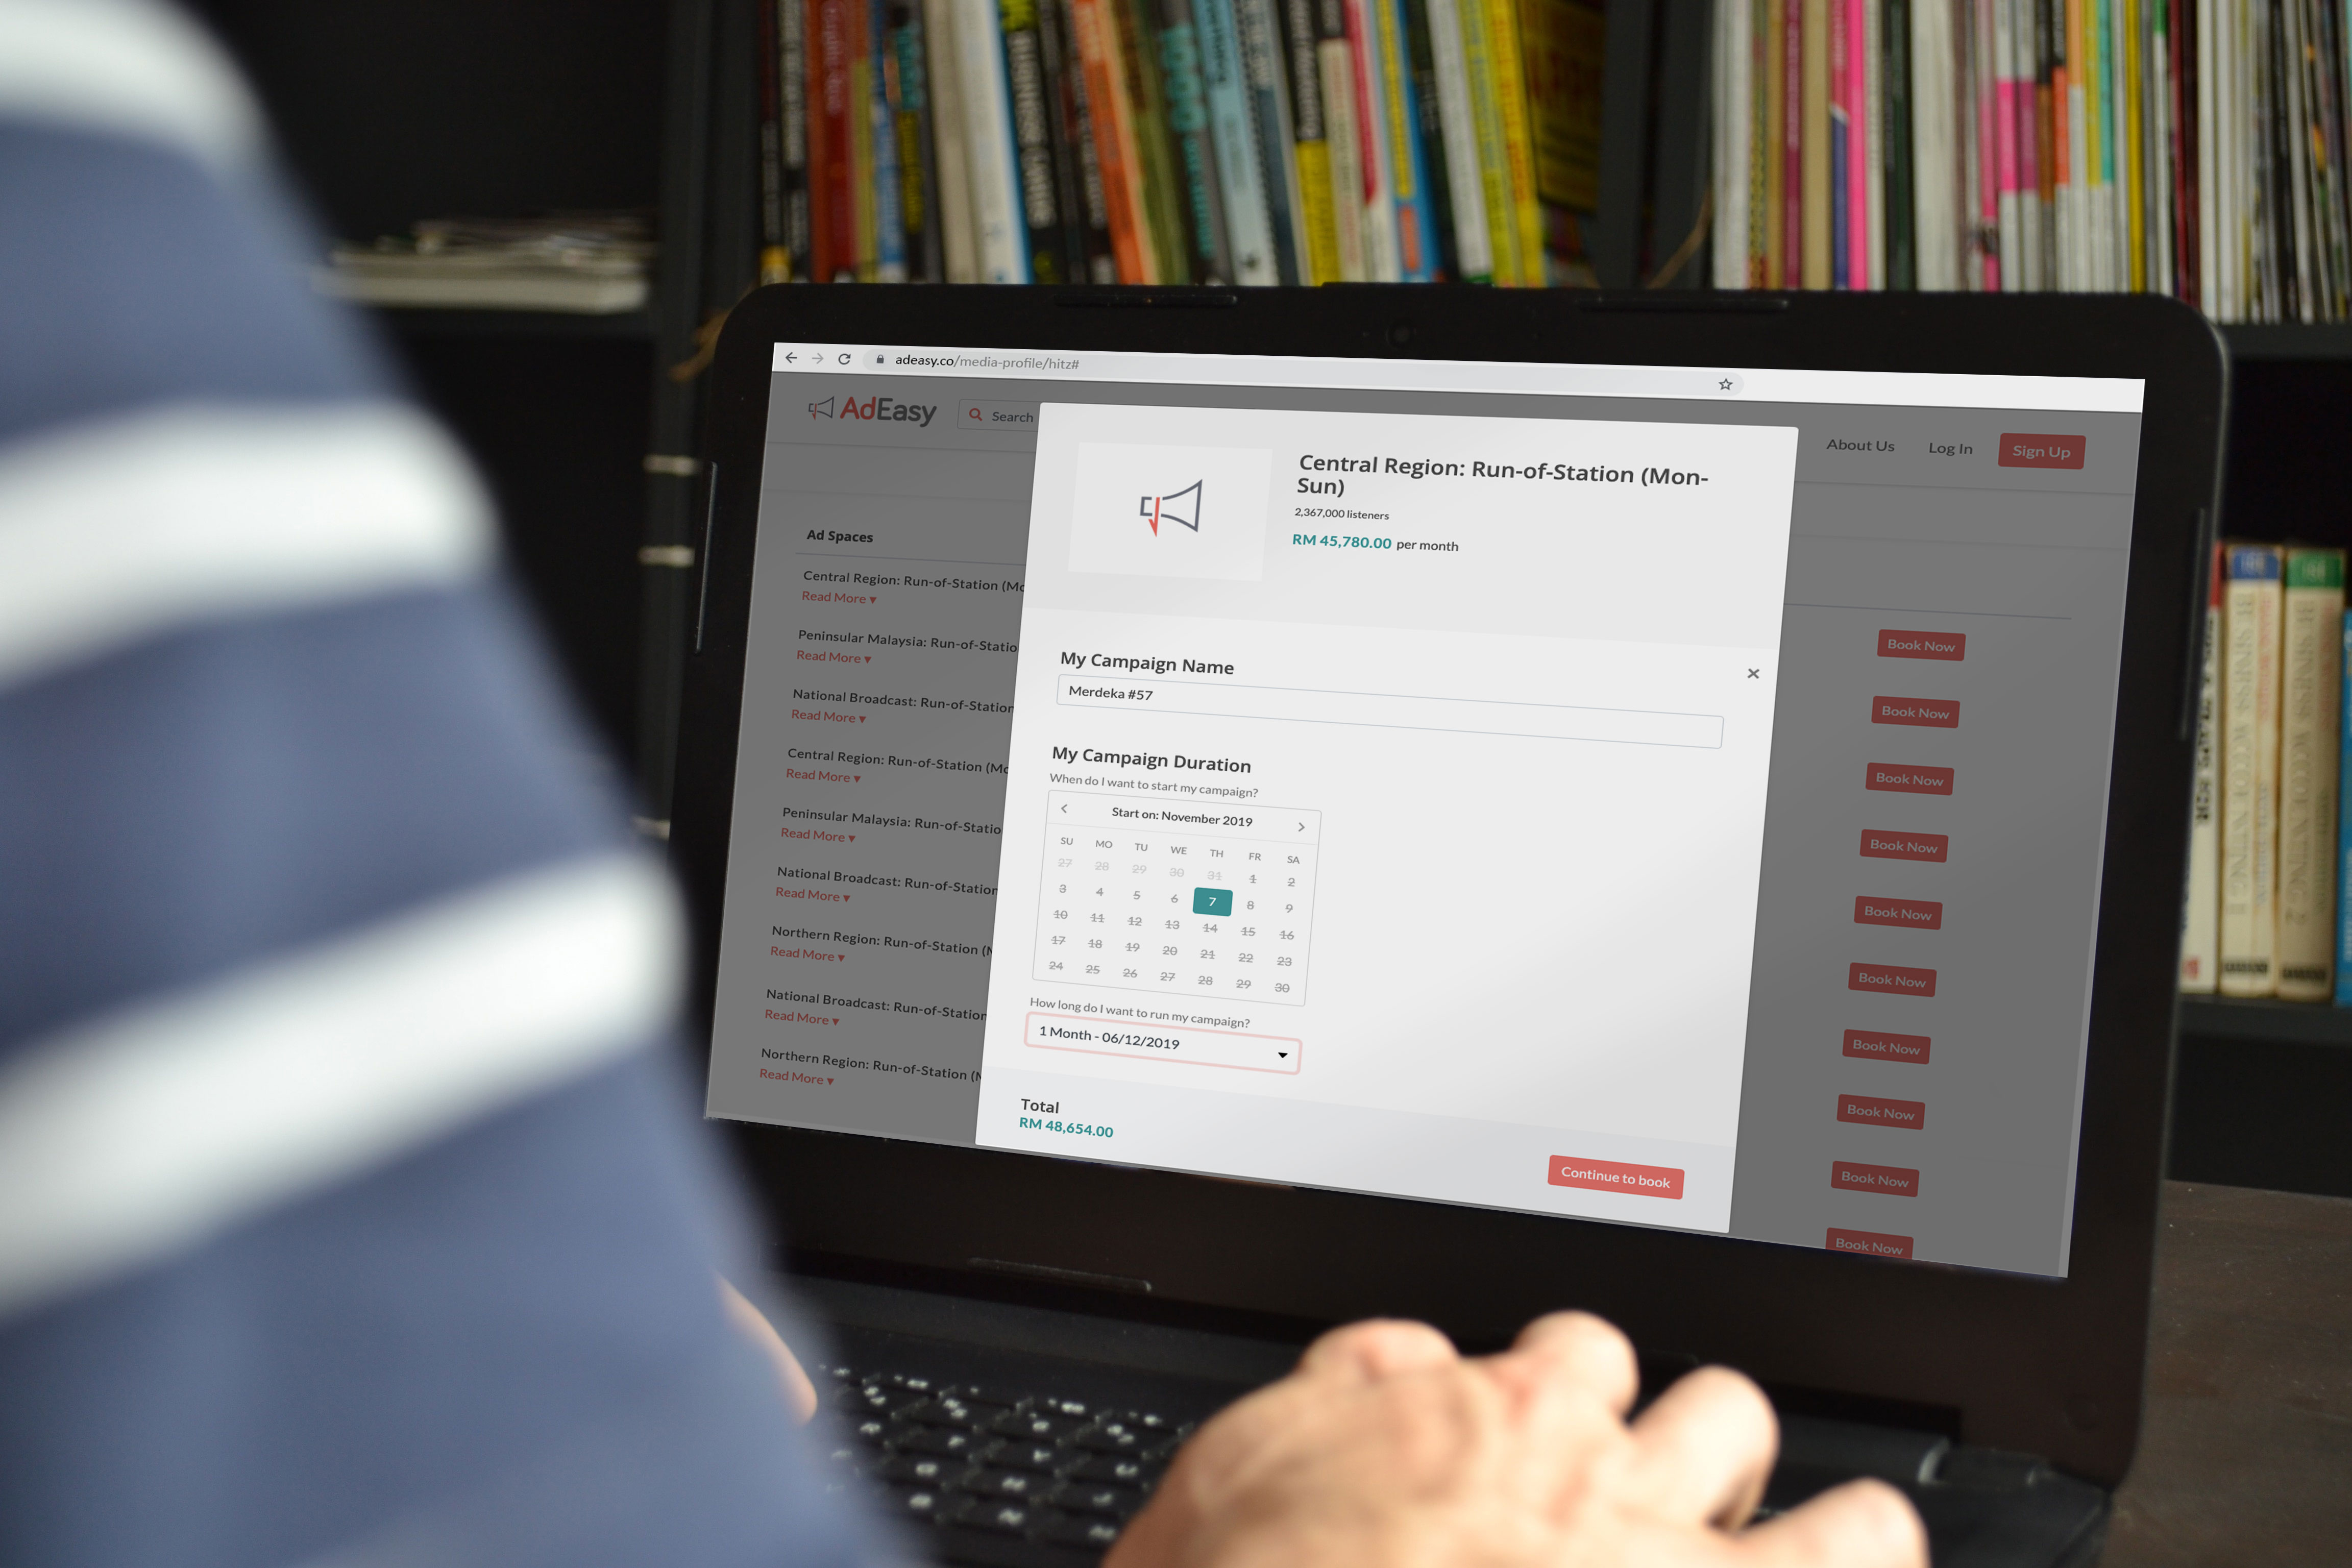 BUSINESS GAMES
adeasy.co/media-profile/hitz#
AdEasy
Search
About Us
Log In
Sign Up
Ad Spaces
Central Region: Run-of-Station (Mo
Read More ▾
Peninsular Malaysia: Run-of-Statio
Read More ▾
National Broadcast: Run-of-Station
Read More ▾
Central Region: Run-of-Station (Mo
Read More ▾
Peninsular Malaysia: Run-of-Statio
Read More ▾
National Broadcast: Run-of-Station
Read More ▾
Northern Region: Run-of-Station (M
Read More ▾
National Broadcast: Run-of-Station
Read More ▾
Northern Region: Run-of-Station (M
Read More ▾
Central Region: Run-of-Station (Mon-
Sun)
2,367,000 listeners
RM 45,780.00 per month
My Campaign Name
Merdeka #57
My Campaign Duration
When do I want to start my campaign?
Start on: November 2019
SU MO TU WE TH FR SA
27 28 29 30 31 1 2
3 4 5 6 7 8 9
10 11 12 13 14 15 16
17 18 19 20 21 22 23
24 25 26 27 28 29 30
How long do I want to run my campaign?
1 Month - 06/12/2019
Total
RM 48,654.00
Continue to book
Book Now
Book Now
Book Now
Book Now
Book Now
Book Now
Book Now
Book Now
Book Now
Book Now